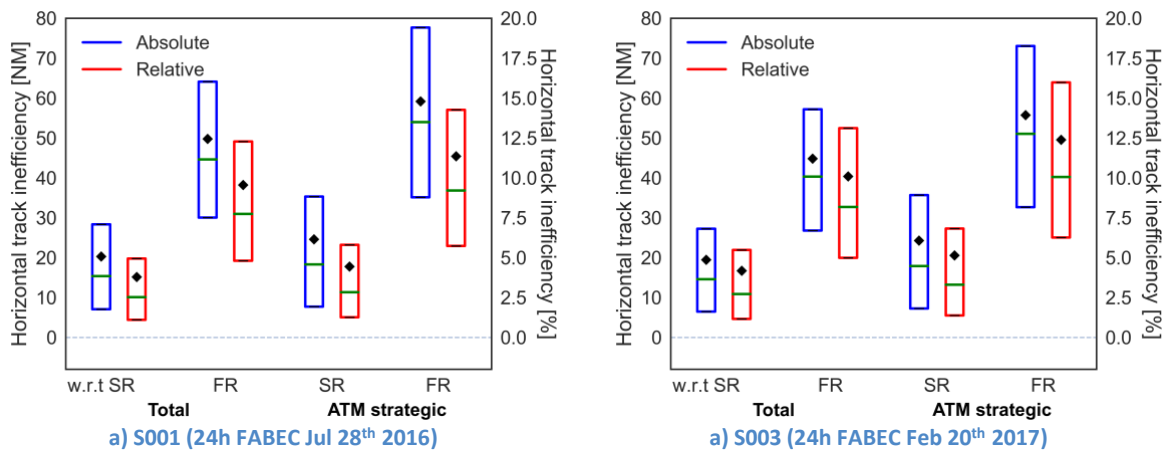 80
70
60
50
40
30
20
10
0
Horizontal track inefficiency [NM]
Absolute
Relative
20.0
17.5
15.0
12.5
10.0
7.5
5.0
2.5
0.0
Horizontal track inefficiency [%]
w.r.t SR FR SR FR
Total ATM strategic
a) S001 (24h FABEC Jul 28th 2016)
80
70
60
50
40
30
20
10
0
Horizontal track inefficiency [NM]
Absolute
Relative
20.0
17.5
15.0
12.5
10.0
7.5
5.0
2.5
0.0
Horizontal track inefficiency [%]
w.r.t SR FR SR FR
Total ATM strategic
a) S003 (24h FABEC Feb 20th 2017)